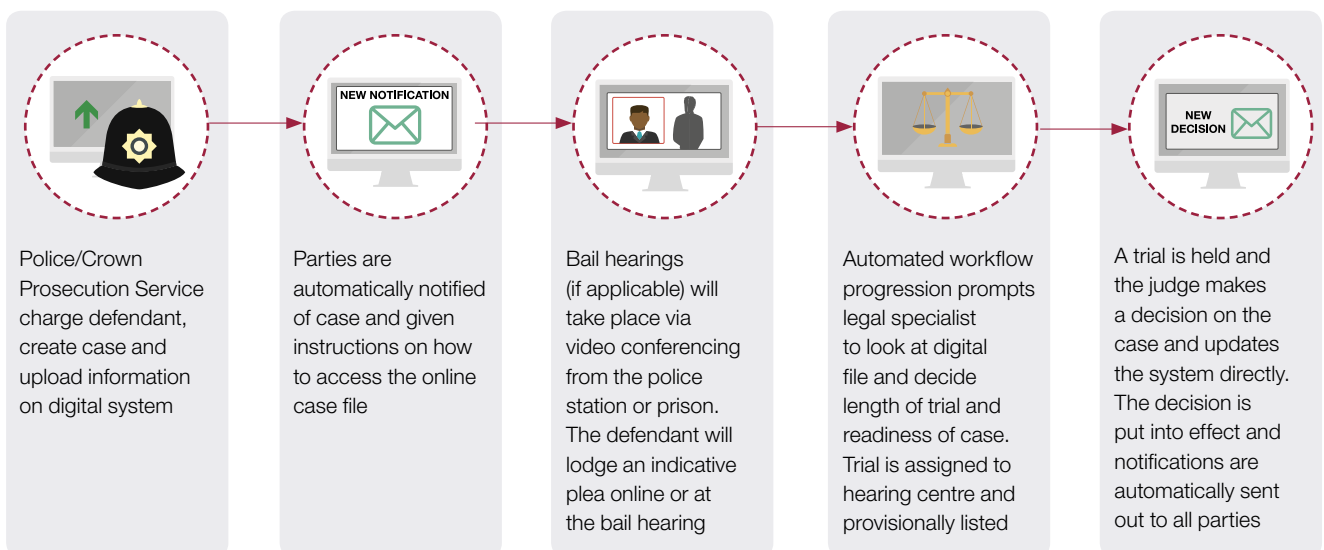 NEW NOTIFICATION
NEW
DECISION
Police/Crown
Prosecution Service
charge defendant,
create case and
upload information
on digital system
Parties are
automatically notified
of case and given
instructions on how
to access the online
case file
Bail hearings
(if applicable) will
take place via
video conferencing
from the police
station or prison.
The defendant will
lodge an indicative
plea online or at
the bail hearing
Automated workflow
progression prompts
legal specialist
to look at digital
file and decide
length of trial and
readiness of case.
Trial is assigned to
hearing centre and
provisionally listed
A trial is held and
the judge makes
a decision on the
case and updates
the system directly.
The decision is
put into effect and
notifications are
automatically sent
out to all parties